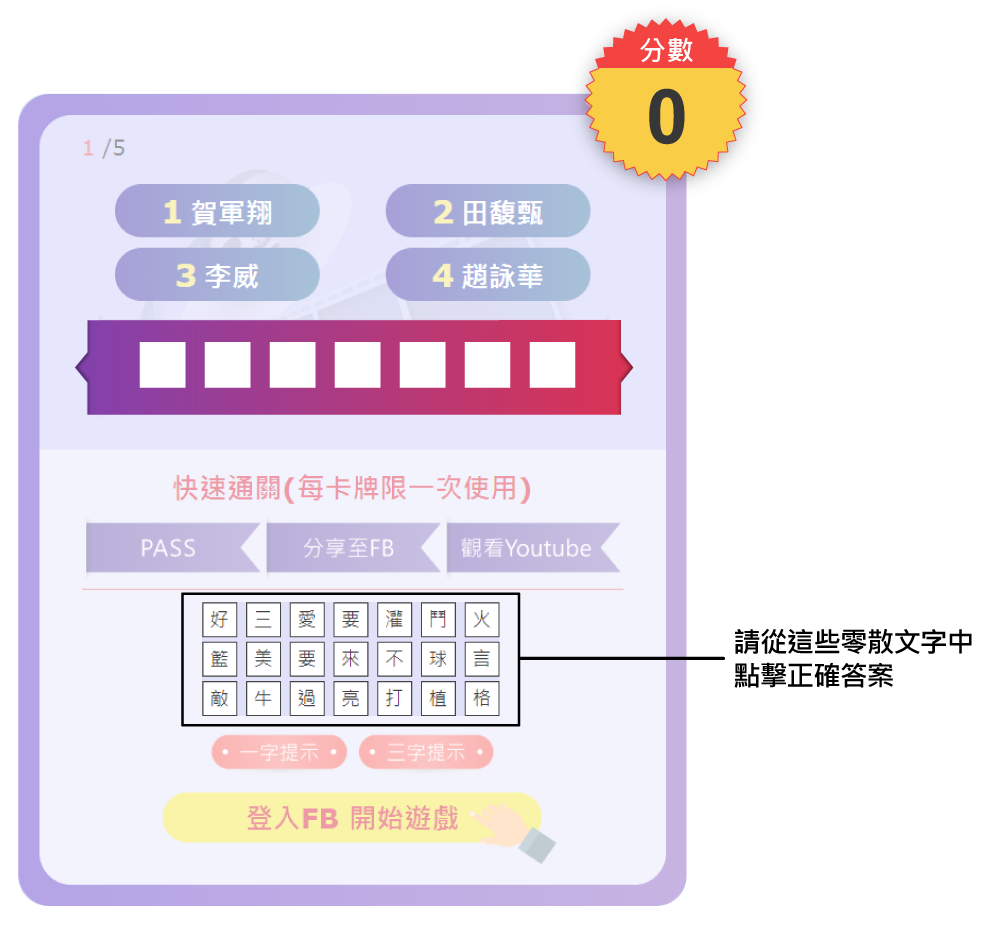 分數
0
1 /5
1 賀軍翔
2 田馥甄
3 李威
4 趙詠華
快速通關(每卡牌限一次使用)
PASS
分享至FB
觀看Youtube
好 三 愛 要 灌 鬥 火
籃 美 要 來 不 球 言
敵 牛 過 亮 打 植 格
請從這些零散文字中
點擊正確答案
• 一字提示 •
• 三字提示 •
登入FB 開始遊戲